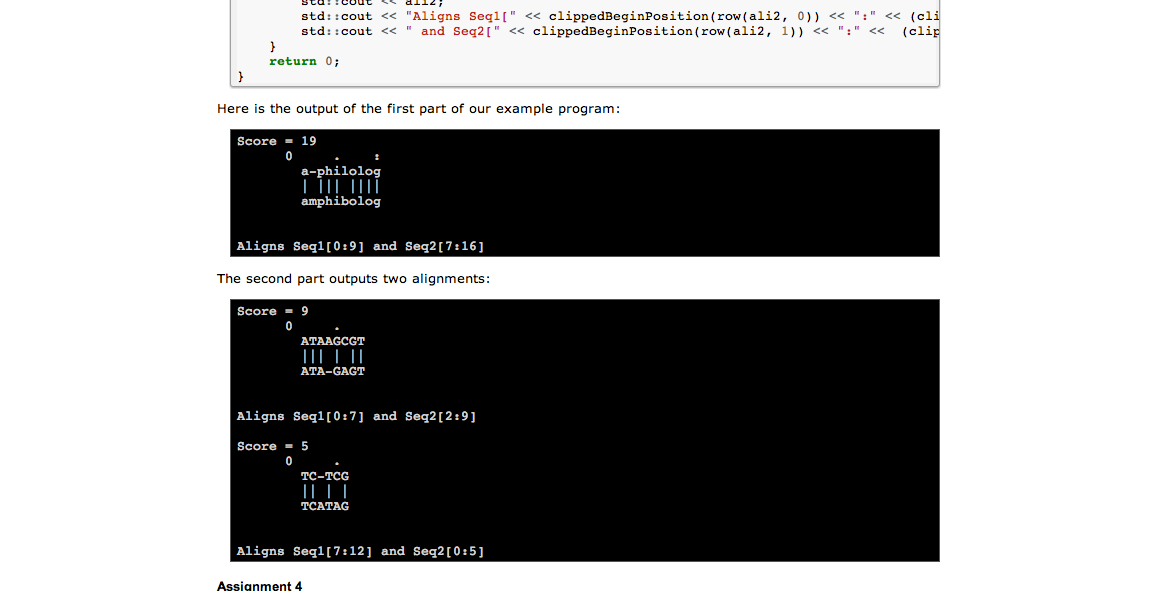 std::cout << ali2;
std::cout << "Aligns Seq1[" << clippedBeginPosition(row(ali2, 0)) << ":" << (cli
std::cout << " and Seq2[" << clippedBeginPosition(row(ali2, 1)) << ":" << (clip
}
return 0;
}
Here is the output of the first part of our example program:
Score = 19
0 . :
a-philolog
| ||| ||||
amphibolog
Aligns Seq1[0:9] and Seq2[7:16]
The second part outputs two alignments:
Score = 9
0 .
ATAAGCGT
||| | ||
ATA-GAGT
Aligns Seq1[0:7] and Seq2[2:9]
Score = 5
0 .
TC-TCG
|| | |
TCATAG
Aligns Seq1[7:12] and Seq2[0:5]
Assignment 4